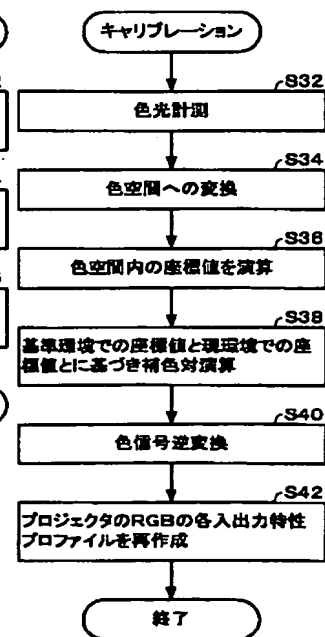 キャリブレーション
S32
色光計測
S34
色空間への変換
S36
色空間内の座標値を演算
S38
基準環境での座標値と現環境での座
標値とに基づき補色対演算
S40
色信号逆変換
S42
プロジェクタのRGBの各入出力特性
プロファイルを再作成
終了